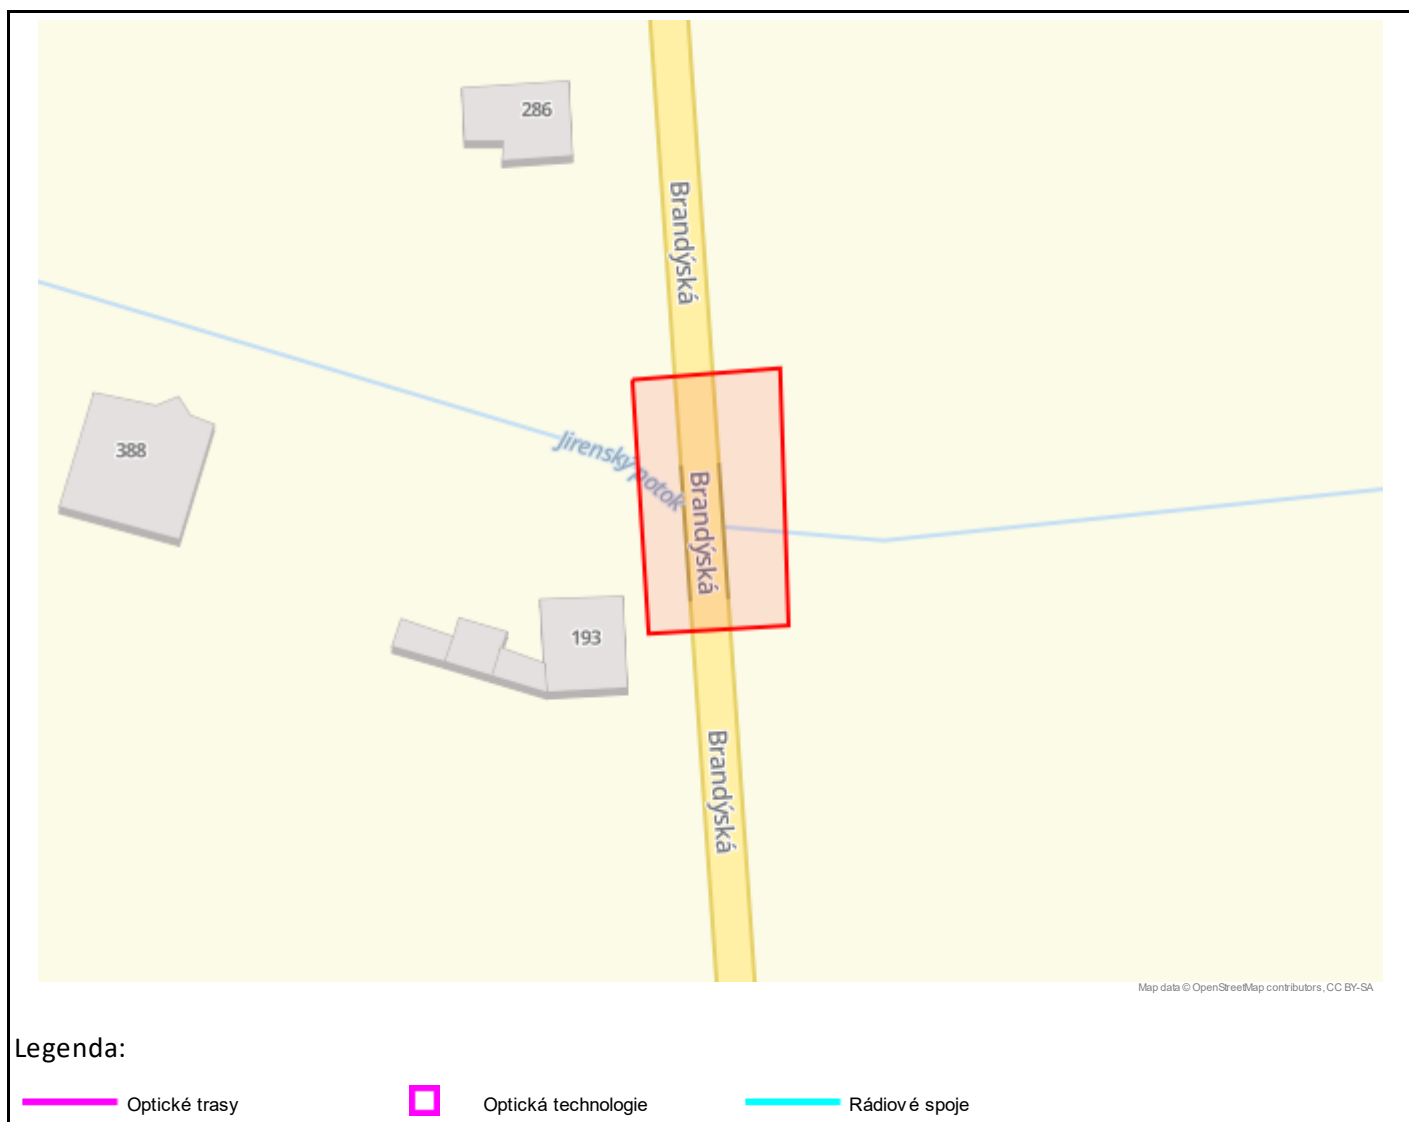 286
Brandýská
388
Jirenský potok
Brandýská
193
Brandýská
Map data © OpenStreetMap contributors, CC BY-SA
Legenda:
Optické trasy
Optická technologie
Rádiové spoje